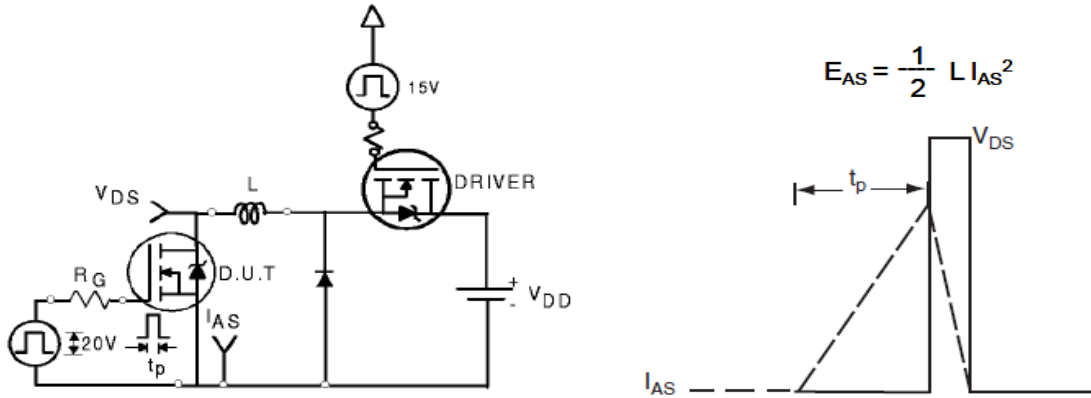 15V
DRIVER
L
VDS
D.U.T
RG
+
-
VDD
IAS
20V
tp
EAS = 1/2 L IAS²
VDS
tp
IAS